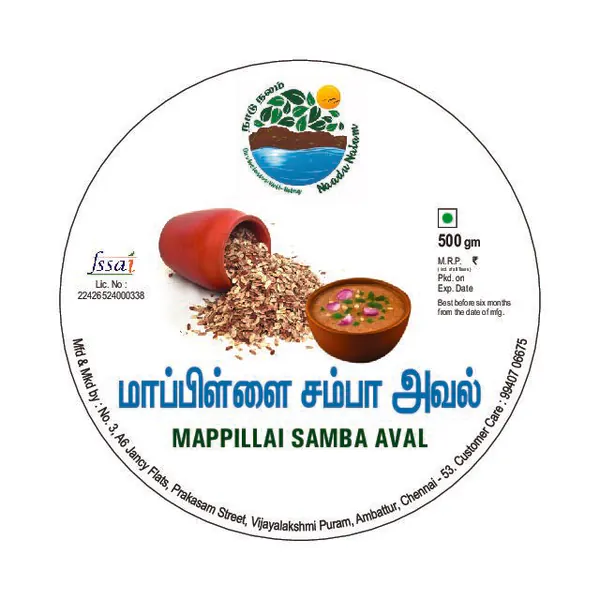 நாடு நலம்
Naadu Nalam
fssai
Lic. No :
22426524000338
500 gm
M.R.P. ₹
Pkd. on
Exp. Date
Best before six months
from the date of mfg.
மாப்பிள்ளை சம்பா அவல்
MAPPILLAI SAMBA AVAL
Mfd & Mkd by : No. 3, A6 Jancy Flats, Prakasam Street, Vijayalakshmi Puram, Ambattur, Chennai - 53. Customer Care : 99407 06675